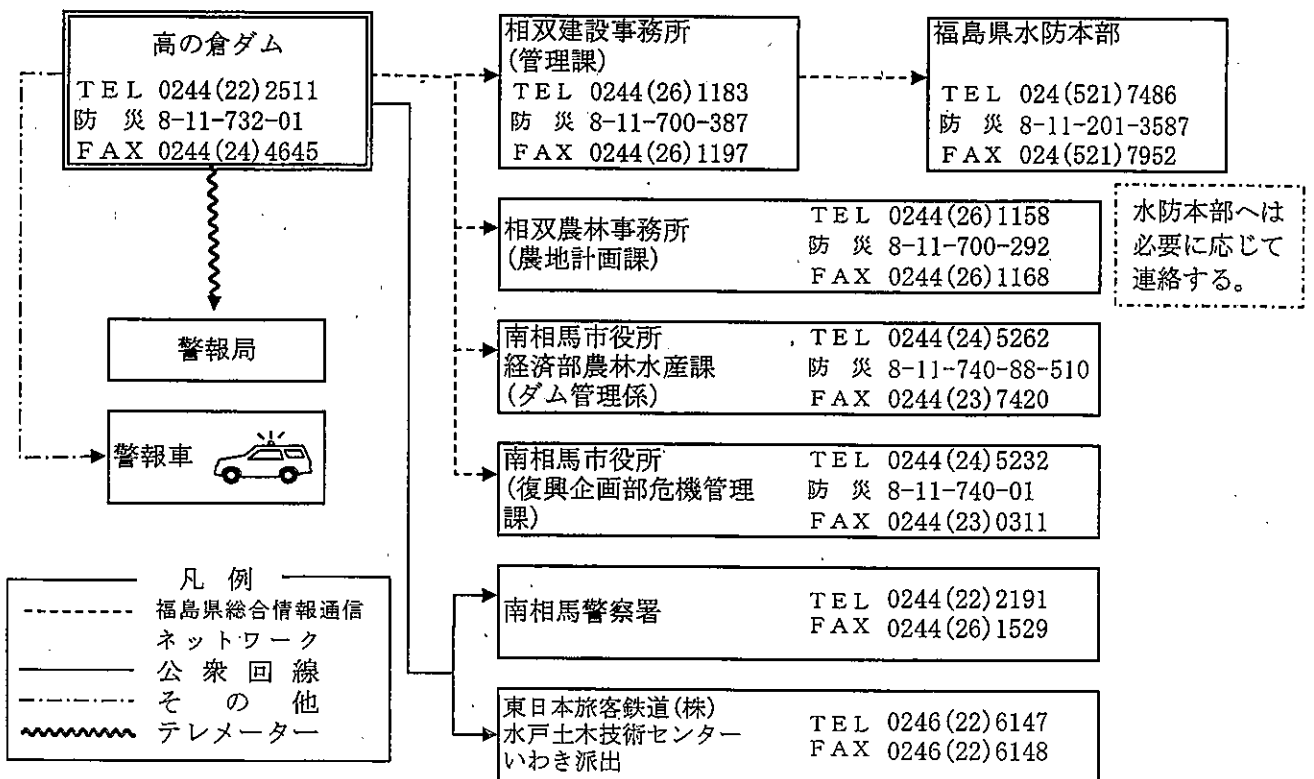 高の倉ダム
TEL 0244(22)2511
防災 8-11-732-01
FAX 0244(24)4645
相双建設事務所
(管理課)
TEL 0244(26)1183
防災 8-11-700-387
FAX 0244(26)1197
福島県水防本部
TEL 024(521)7486
防災 8-11-201-3587
FAX 024(521)7952
水防本部へは
必要に応じて
連絡する。
相双農林事務所
(農地計画課)
TEL 0244(26)1158
防災 8-11-700-292
FAX 0244(26)1168
南相馬市役所
経済部農林水産課
(ダム管理係)
TEL 0244(24)5262
防災 8-11-740-88-510
FAX 0244(23)7420
南相馬市役所
(復興企画部危機管理
課)
TEL 0244(24)5232
防災 8-11-740-01
FAX 0244(23)0311
南相馬警察署
TEL 0244(22)2191
FAX 0244(26)1529
東日本旅客鉄道(株)
水戸土木技術センター
いわき派出
TEL 0246(22)6147
FAX 0246(22)6148
警報局
警報車
凡例
福島県総合情報通信
ネットワーク
公衆回線
その他
テレメーター